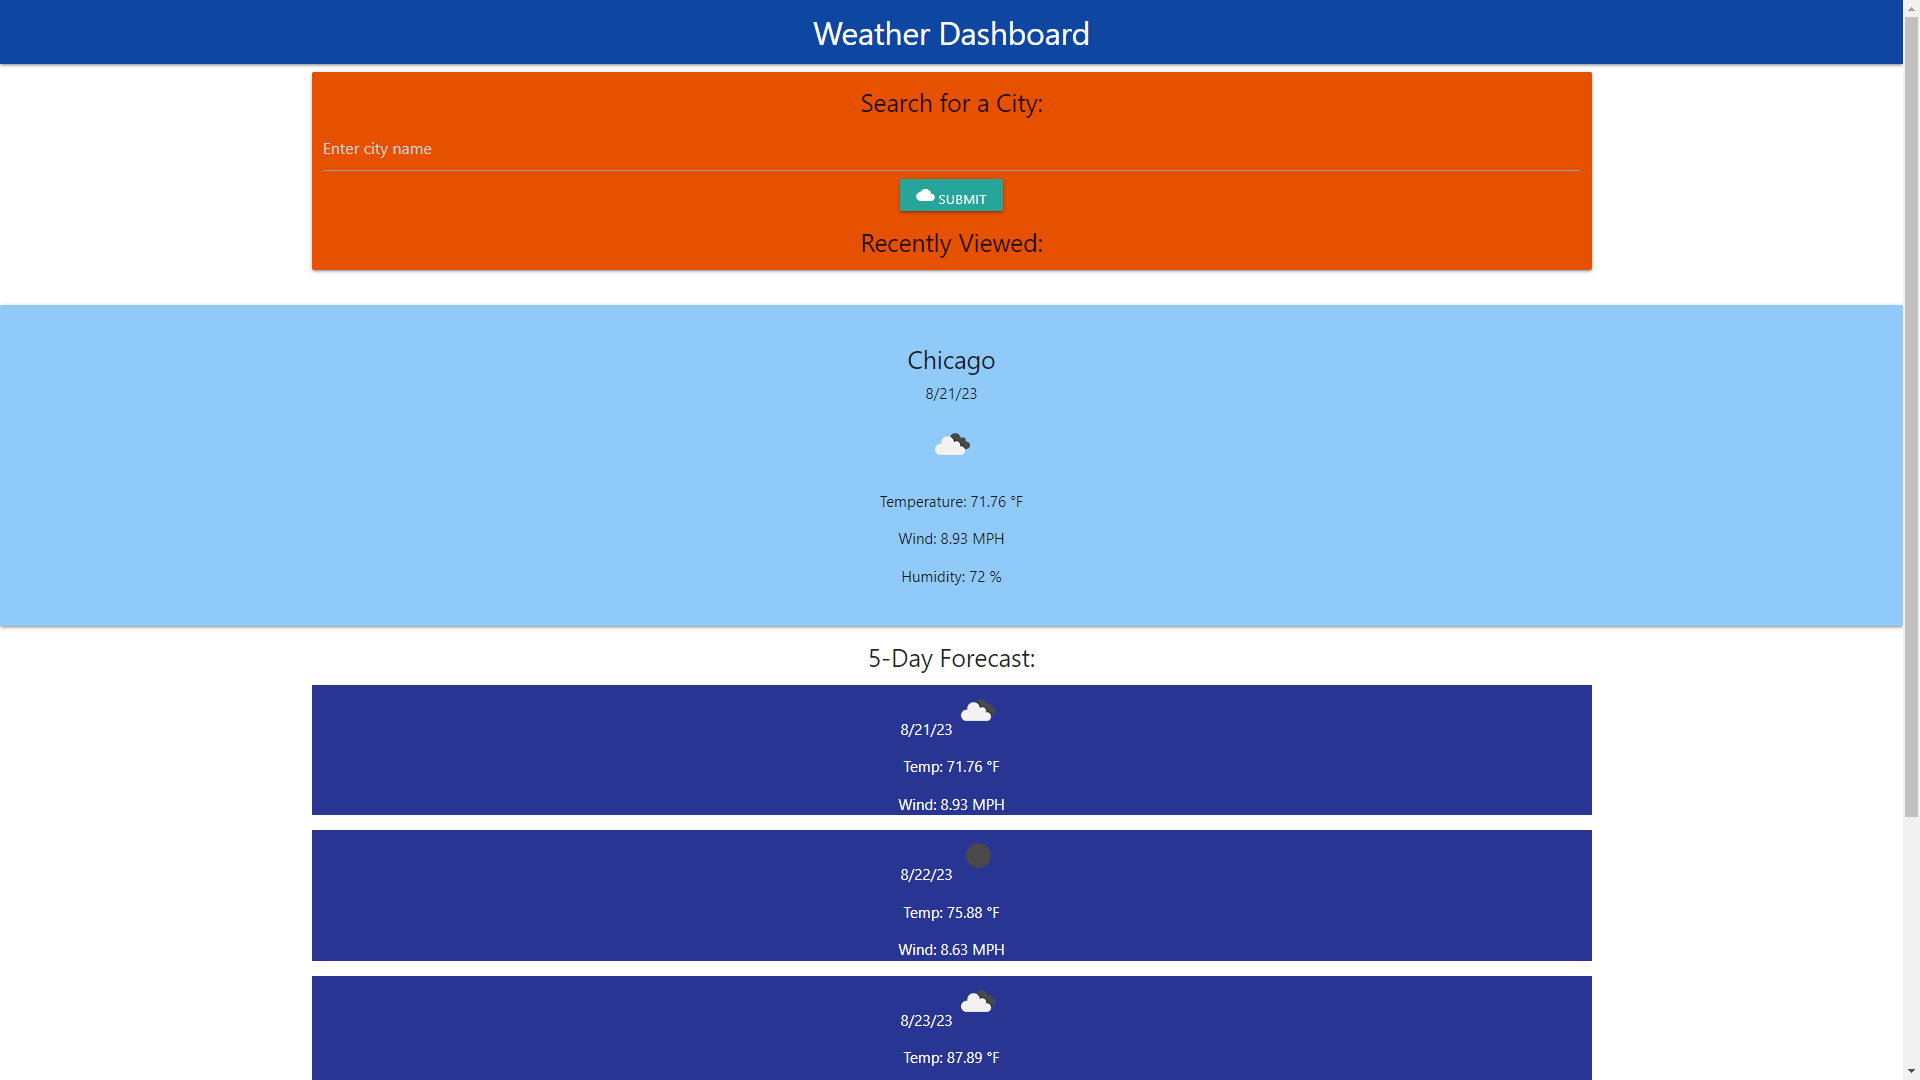 Weather Dashboard
Search for a City:
Enter city name
SUBMIT
Recently Viewed:
Chicago
8/21/23
Temperature: 71.76 °F
Wind: 8.93 MPH
Humidity: 72 %
5-Day Forecast:
8/21/23
Temp: 71.76 °F
Wind: 8.93 MPH
8/22/23
Temp: 75.88 °F
Wind: 8.63 MPH
8/23/23
Temp: 87.89 °F